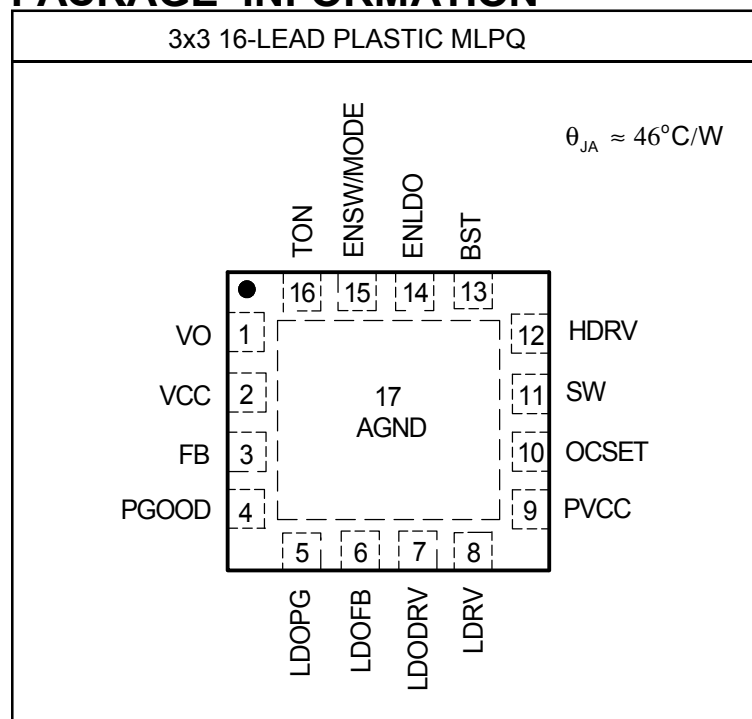 PACKAGE INFORMATION
3x3 16-LEAD PLASTIC MLPQ
θJA ≈ 46°C/W
TON
ENSW/MODE
ENLDO
BST
16 15 14 13
VO 1
12 HDRV
VCC 2
11 SW
17
AGND
FB 3
10 OCSET
PGOOD 4
9 PVCC
5 6 7 8
LDOPG
LDOFB
LDODRV
LDRV